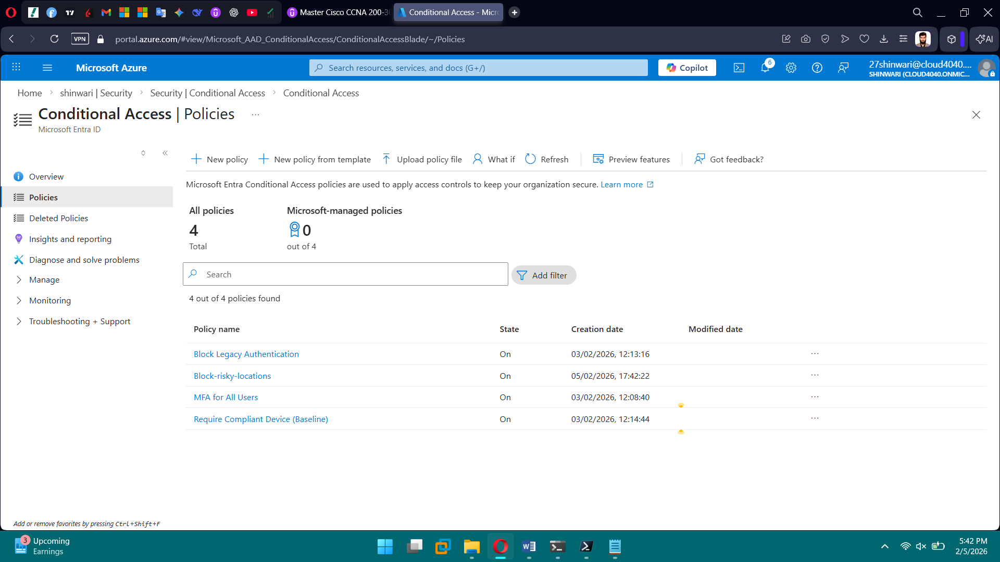 Master Cisco CCNA 200-30
Conditional Access - Micro
VPN
portal.azure.com/#view/Microsoft_AAD_ConditionalAccess/ConditionalAccessBlade/~/Policies
AI
Microsoft Azure
Search resources, services, and docs (G+/)
Copilot
6
27shinwari@cloud4040....
SHINWARI (CLOUD4040.ONMIC...
Home > shinwari | Security > Security | Conditional Access > Conditional Access
Conditional Access | Policies ...
Microsoft Entra ID
New policy
New policy from template
Upload policy file
What if
Refresh
Preview features
Got feedback?
Overview
Policies
Deleted Policies
Insights and reporting
Diagnose and solve problems
Manage
Monitoring
Troubleshooting + Support
Microsoft Entra Conditional Access policies are used to apply access controls to keep your organization secure. Learn more
All policies
4
Total
Microsoft-managed policies
0
out of 4
Search
Add filter
4 out of 4 policies found
Policy name State Creation date Modified date
Block Legacy Authentication On 03/02/2026, 12:13:16 ...
Block-risky-locations On 05/02/2026, 17:42:22 ...
MFA for All Users On 03/02/2026, 12:08:40 ...
Require Compliant Device (Baseline) On 03/02/2026, 12:14:44 ...
Add or remove favorites by pressing Ctrl+Shift+F
3
Upcoming
Earnings
5:42 PM
2/5/2026